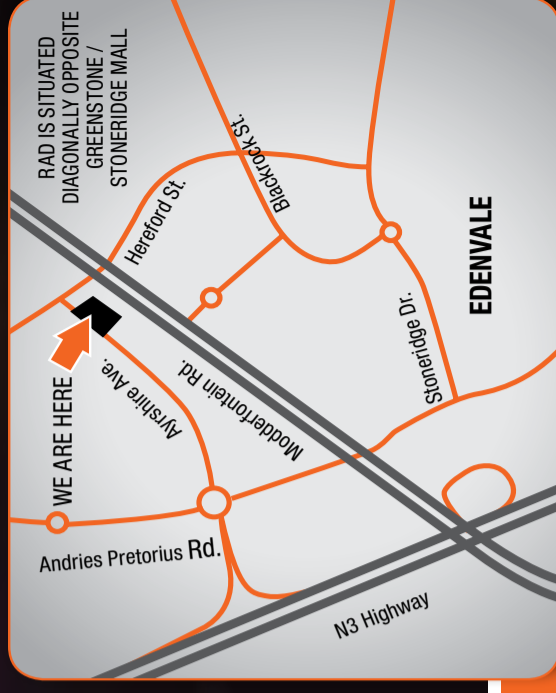 RAD IS SITUATED
DIAGONALLY OPPOSITE
GREENSTONE /
STONERIDGE MALL
Blackrock St.
Hereford St.
EDENVALE
Stoneridge Dr.
WE ARE HERE
Ayrshire Ave.
Modderfontein Rd.
Andries Pretorius Rd.
N3 Highway